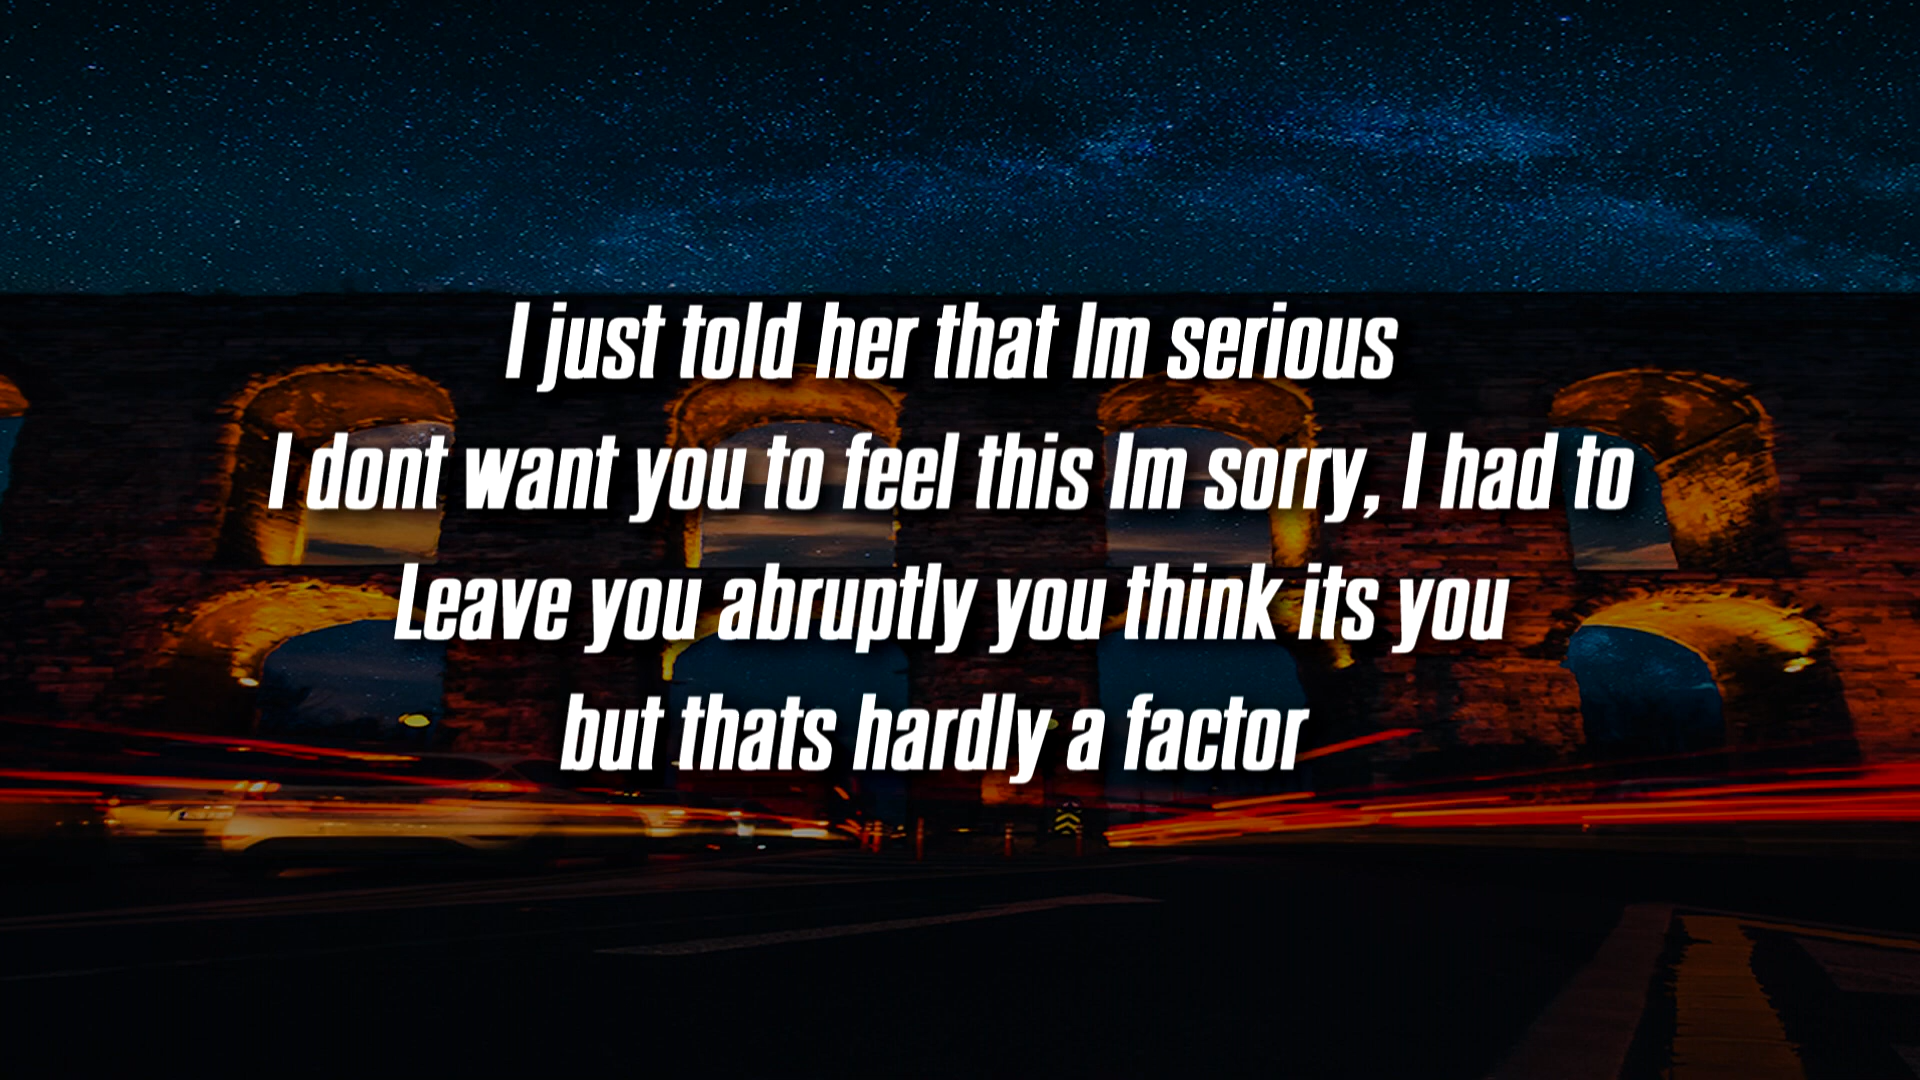 I just told her that Im serious
I dont want you to feel this Im sorry, I had to
Leave you abruptly you think its you
but thats hardly a factor